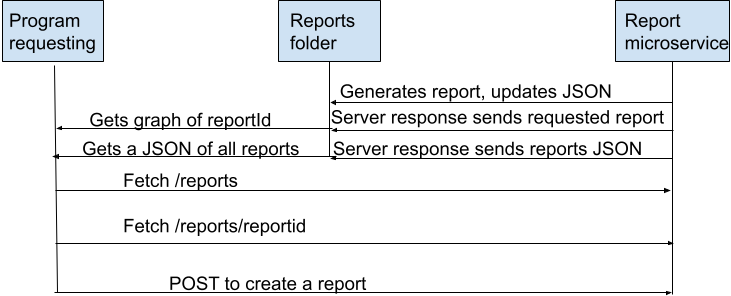 Program
requesting
Reports
folder
Report
microservice
Generates report, updates JSON
Gets graph of reportId
Server response sends requested report
Gets a JSON of all reports
Server response sends reports JSON
Fetch /reports
Fetch /reports/reportid
POST to create a report